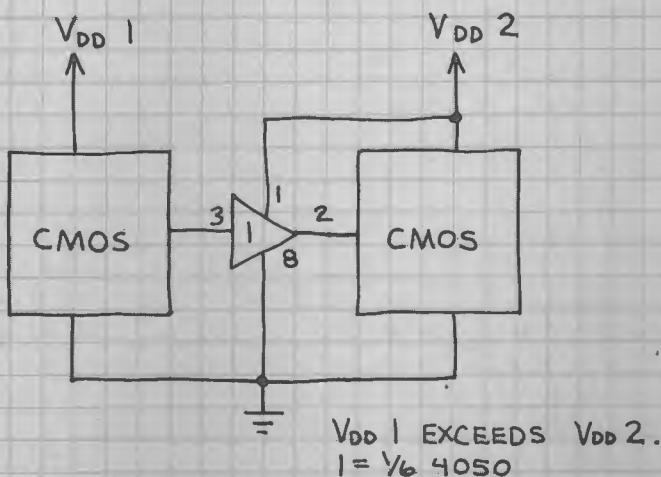 VDD 1
VDD 2
CMOS
3
1
1
2
8
CMOS
VDD 1 EXCEEDS VDD 2.
1 = 1/6 4050